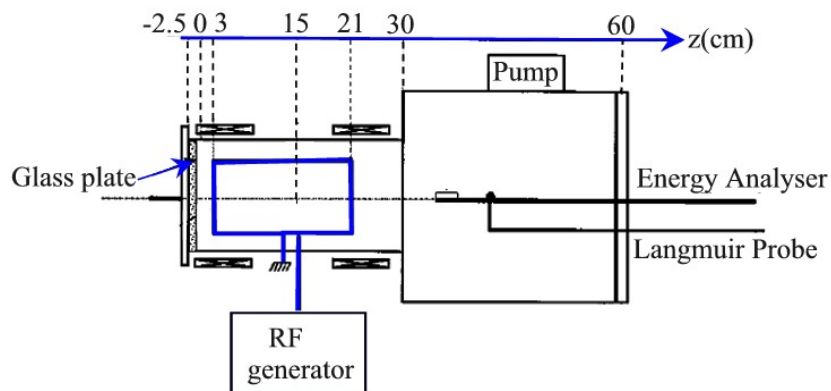 -2.5 0 3 15 21 30 60 z(cm)
Pump
Glass plate
Energy Analyser
Langmuir Probe
RF
generator